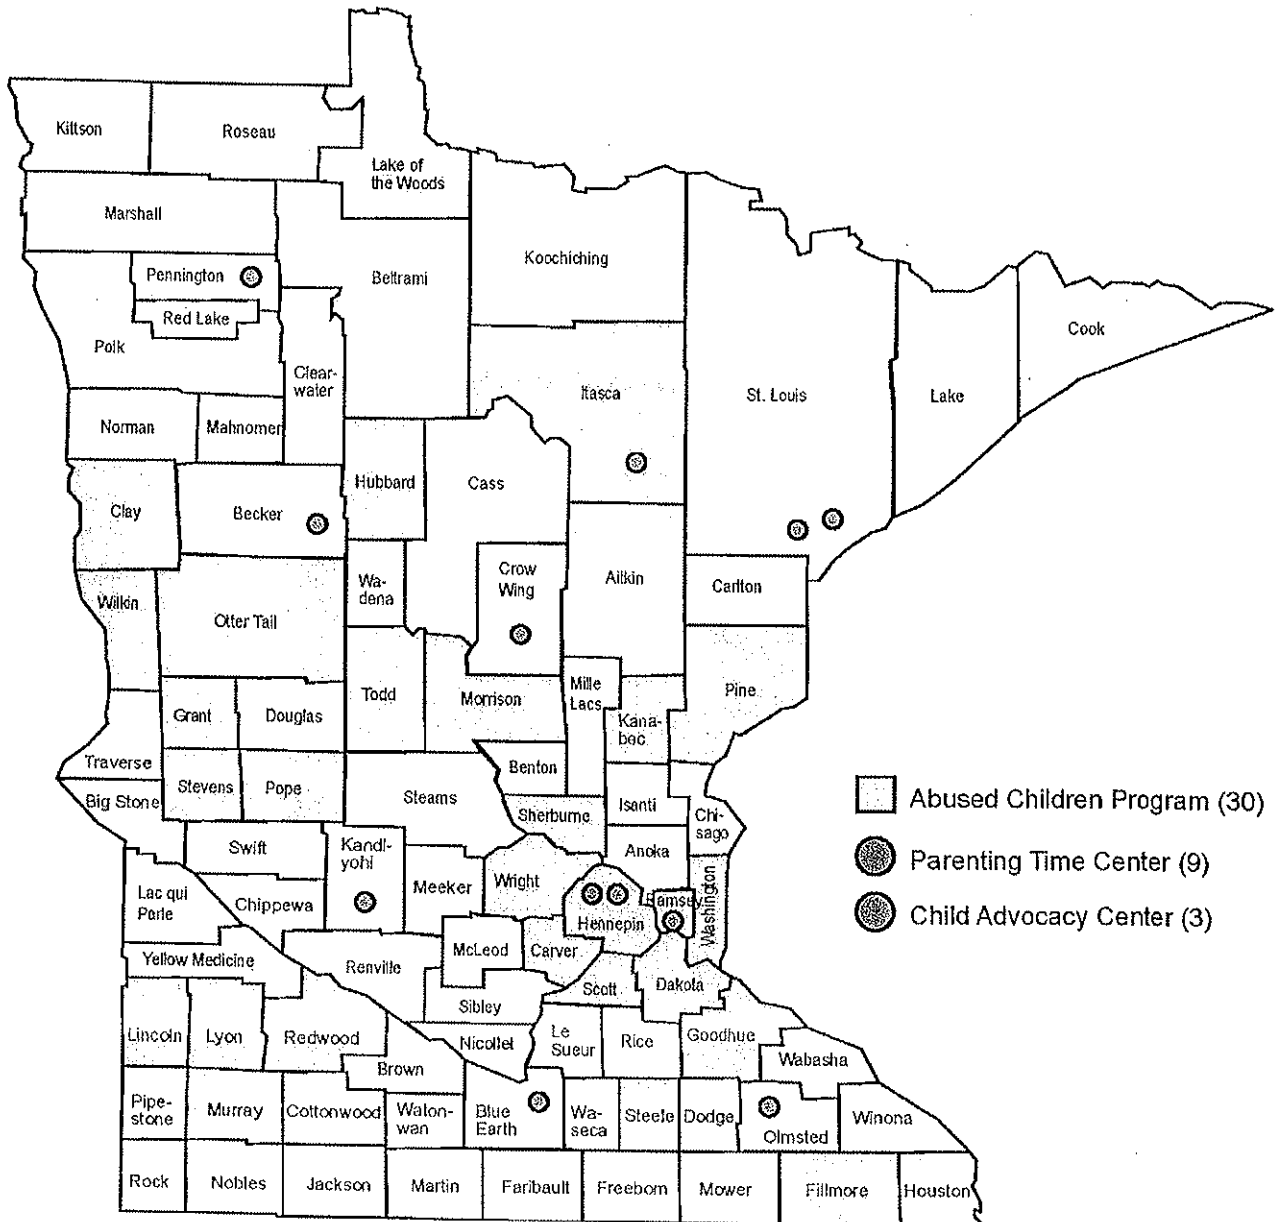 Kittson
Roseau
Lake of
the Woods
Marshall
Koochiching
Pennington
Beltrami
Red Lake
Polk
Cook
Clear-
water
Itasca
St. Louis
Lake
Norman
Mahnomen
Hubbard
Cass
Clay
Becker
Crow
Wing
Aitkin
Wa-
dena
Carlton
Wilkin
Otter Tail
Todd
Morrison
Mille
Lacs
Pine
Grant
Douglas
Kana-
bec
Traverse
Benton
Stevens
Pope
Big Stone
Stearns
Isanti
Sherburne
Chi-
sago
Abused Children Program (30)
Swift
Kandi-
yohi
Anoka
Parenting Time Center (9)
Wright
Meeker
Lac qui
Parle
Chippewa
Ramsey
Washington
Hennepin
Child Advocacy Center (3)
McLeod
Carver
Yellow Medicine
Renville
Scott
Dakota
Sibley
Lincoln
Lyon
Redwood
Nicollet
Le
Sueur
Rice
Goodhue
Wabasha
Brown
Pipe-
stone
Murray
Cottonwood
Waton-
wan
Blue
Earth
Wa-
seca
Steele
Dodge
Olmsted
Winona
Rock
Nobles
Jackson
Martin
Faribault
Freeborn
Mower
Fillmore
Houston